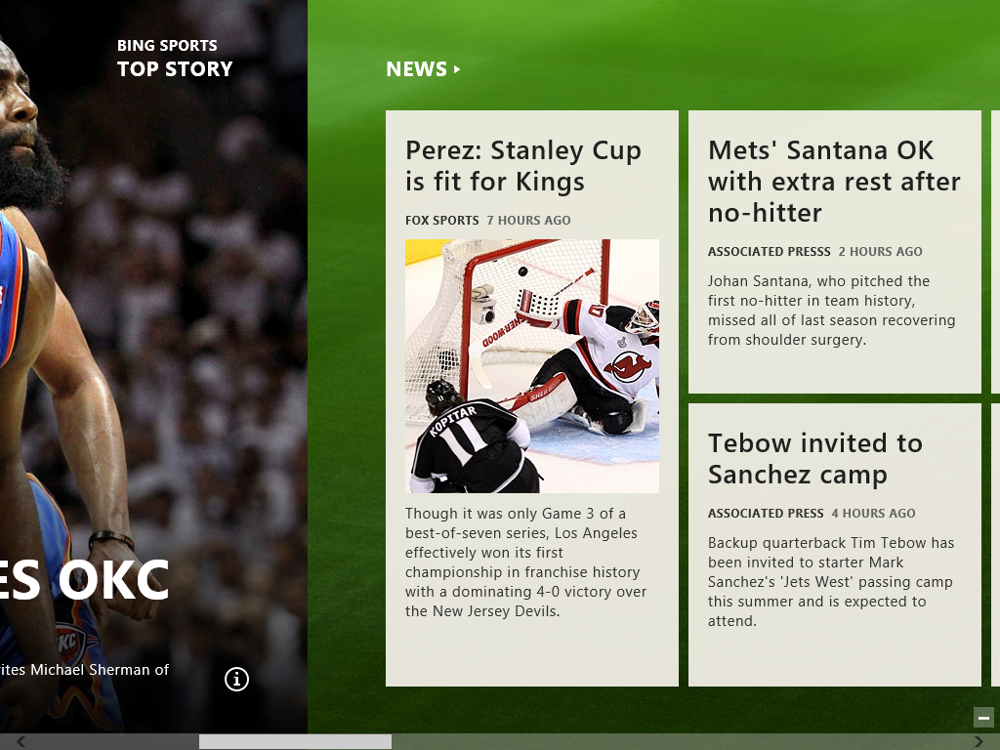 BING SPORTS
TOP STORY
ES OKC
ites Michael Sherman of
NEWS
Perez: Stanley Cup
is fit for Kings
FOX SPORTS 7 HOURS AGO
SHERWOOD
KOPITAR
11
Though it was only Game 3 of a
best-of-seven series, Los Angeles
effectively won its first
championship in franchise history
with a dominating 4-0 victory over
the New Jersey Devils.
Mets' Santana OK
with extra rest after
no-hitter
ASSOCIATED PRESSS 2 HOURS AGO
Johan Santana, who pitched the
first no-hitter in team history,
missed all of last season recovering
from shoulder surgery.
Tebow invited to
Sanchez camp
ASSOCIATED PRESS 4 HOURS AGO
Backup quarterback Tim Tebow has
been invited to starter Mark
Sanchez's 'Jets West' passing camp
this summer and is expected to
attend.